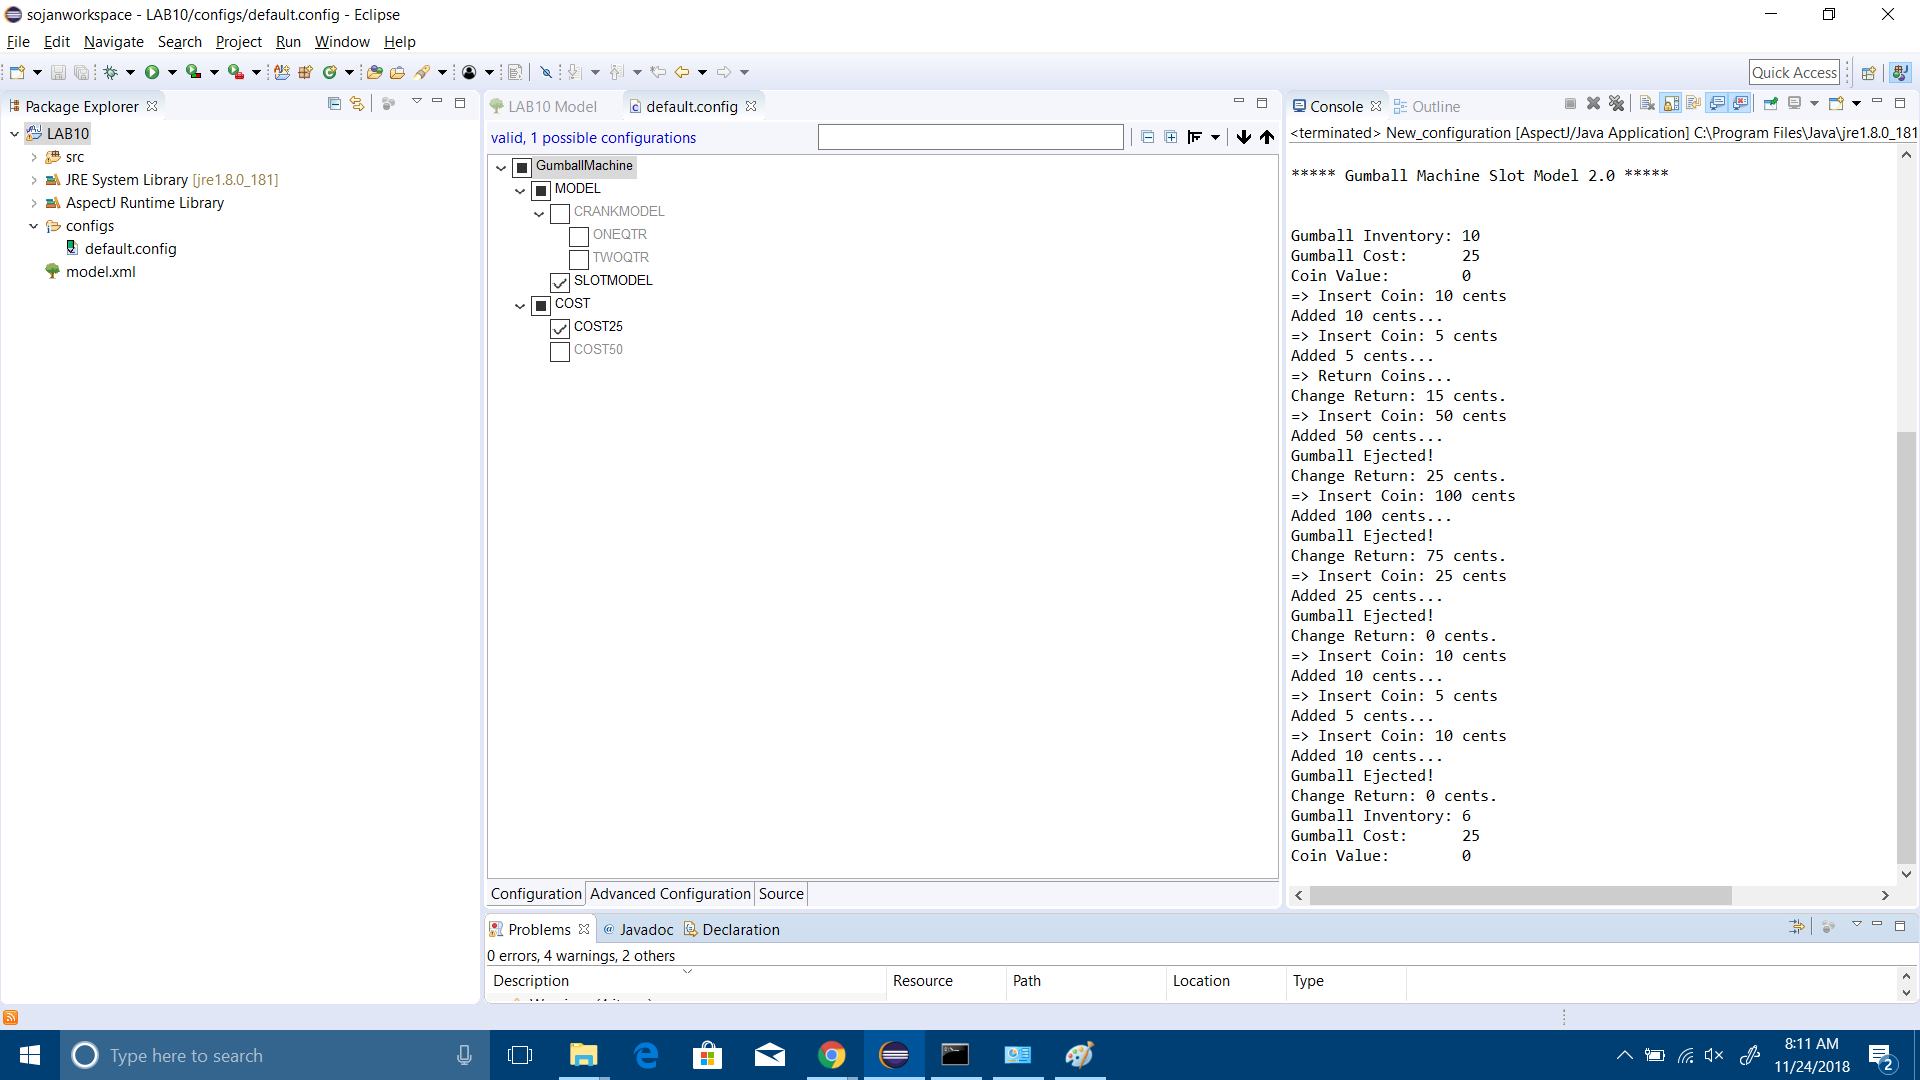 sojanworkspace - LAB10/configs/default.config - Eclipse
File Edit Navigate Search Project Run Window Help
Quick Access
Package Explorer
LAB10
src
JRE System Library [jre1.8.0_181]
AspectJ Runtime Library
configs
default.config
model.xml
LAB10 Model
default.config
valid, 1 possible configurations
GumballMachine
MODEL
CRANKMODEL
ONEQTR
TWOQTR
SLOTMODEL
COST
COST25
COST50
Configuration Advanced Configuration Source
Console Outline
<terminated> New_configuration [AspectJ/Java Application] C:\Program Files\Java\jre1.8.0_181
***** Gumball Machine Slot Model 2.0 *****
Gumball Inventory: 10
Gumball Cost: 25
Coin Value: 0
=> Insert Coin: 10 cents
Added 10 cents...
=> Insert Coin: 5 cents
Added 5 cents...
=> Return Coins...
Change Return: 15 cents.
=> Insert Coin: 50 cents
Added 50 cents...
Gumball Ejected!
Change Return: 25 cents.
=> Insert Coin: 100 cents
Added 100 cents...
Gumball Ejected!
Change Return: 75 cents.
=> Insert Coin: 25 cents
Added 25 cents...
Gumball Ejected!
Change Return: 0 cents.
=> Insert Coin: 10 cents
Added 10 cents...
=> Insert Coin: 5 cents
Added 5 cents...
=> Insert Coin: 10 cents
Added 10 cents...
Gumball Ejected!
Change Return: 0 cents.
Gumball Inventory: 6
Gumball Cost: 25
Coin Value: 0
Problems @ Javadoc Declaration
0 errors, 4 warnings, 2 others
Description Resource Path Location Type
Type here to search
8:11 AM
11/24/2018
2